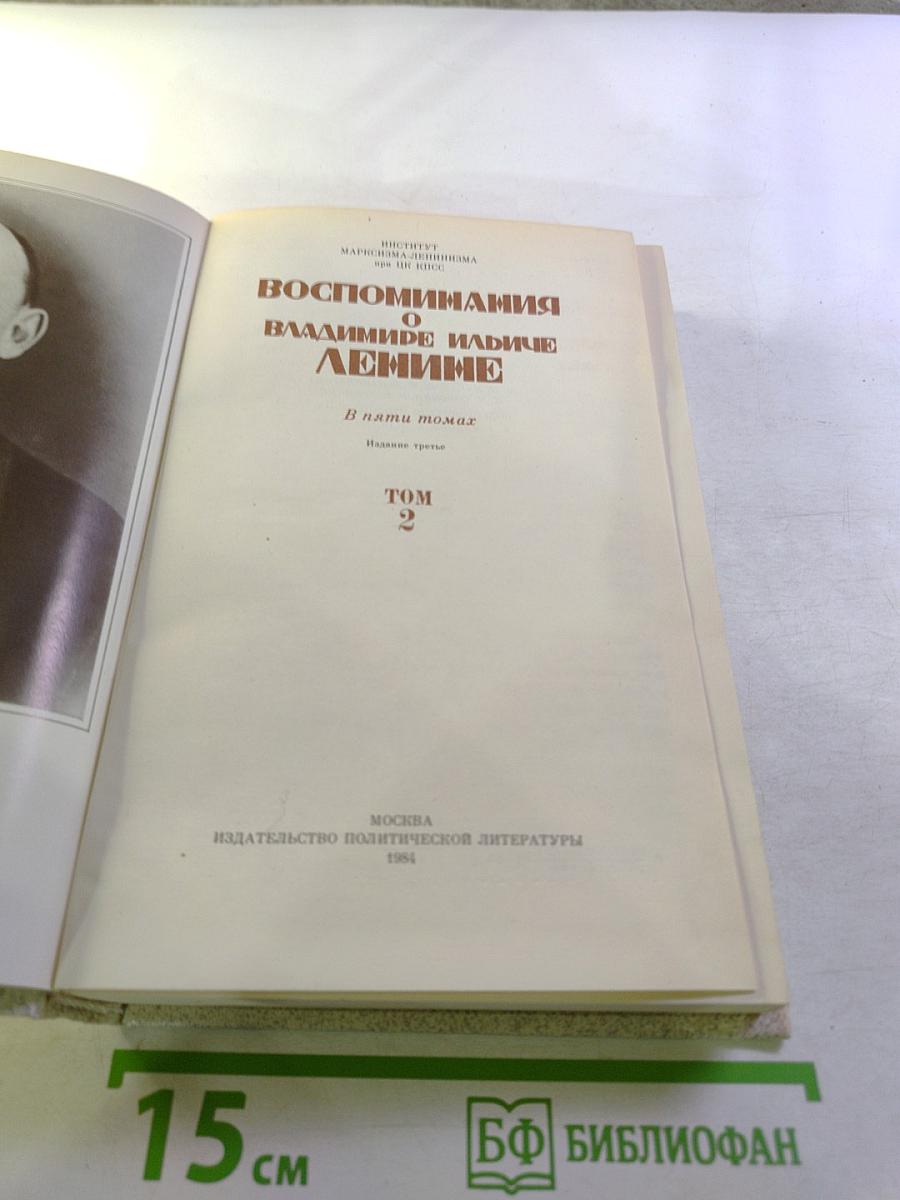 ИНСТИТУТ
МАРКСИЗМА-ЛЕНИНИЗМА
при ЦК КПСС
ВОСПОМИНАНИЯ
О
ВЛАДИМИРЕ ИЛЬИЧЕ
ЛЕНИНЕ
В пяти томах
Издание третье
ТОМ
2
МОСКВА
ИЗДАТЕЛЬСТВО ПОЛИТИЧЕСКОЙ ЛИТЕРАТУРЫ
1984
15 см
БФ БИБЛИОФАН